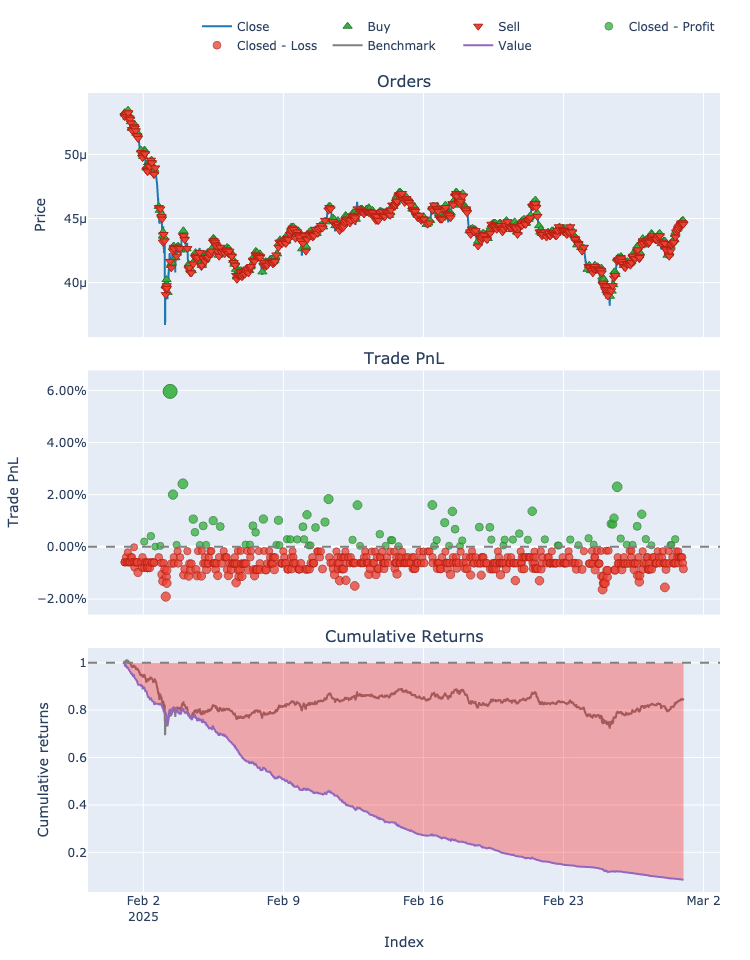 Close Buy Sell Closed - Profit
Closed - Loss Benchmark Value
Orders
50μ
45μ
40μ
Price
Trade PnL
6.00%
4.00%
2.00%
0.00%
−2.00%
Trade PnL
Cumulative Returns
1
0.8
0.6
0.4
0.2
Cumulative returns
Feb 2 Feb 9 Feb 16 Feb 23 Mar 2
2025
Index